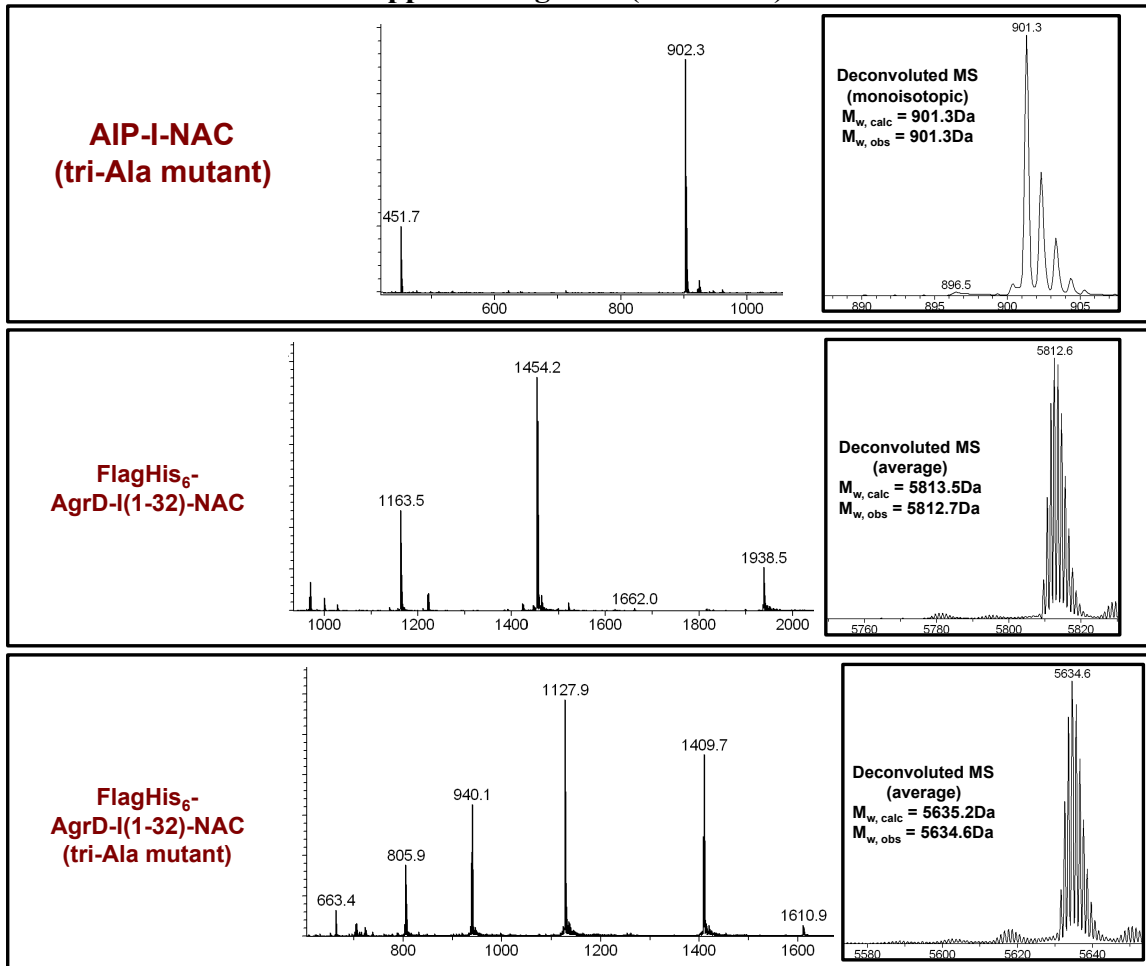 AIP-I-NAC
(tri-Ala mutant)
902.3
451.7
600 800 1000
901.3
Deconvoluted MS
(monoisotopic)
Mw, calc = 901.3Da
Mw, obs = 901.3Da
896.5
890 895 900 905
FlagHis6-
AgrD-I(1-32)-NAC
1454.2
1163.5
1938.5
1662.0
1000 1200 1400 1600 1800 2000
5812.6
Deconvoluted MS
(average)
Mw, calc = 5813.5Da
Mw, obs = 5812.7Da
5760 5780 5800 5820
FlagHis6-
AgrD-I(1-32)-NAC
(tri-Ala mutant)
1127.9
1409.7
940.1
805.9
663.4
1610.9
800 1000 1200 1400 1600
5634.6
Deconvoluted MS
(average)
Mw, calc = 5635.2Da
Mw, obs = 5634.6Da
5580 5600 5620 5640